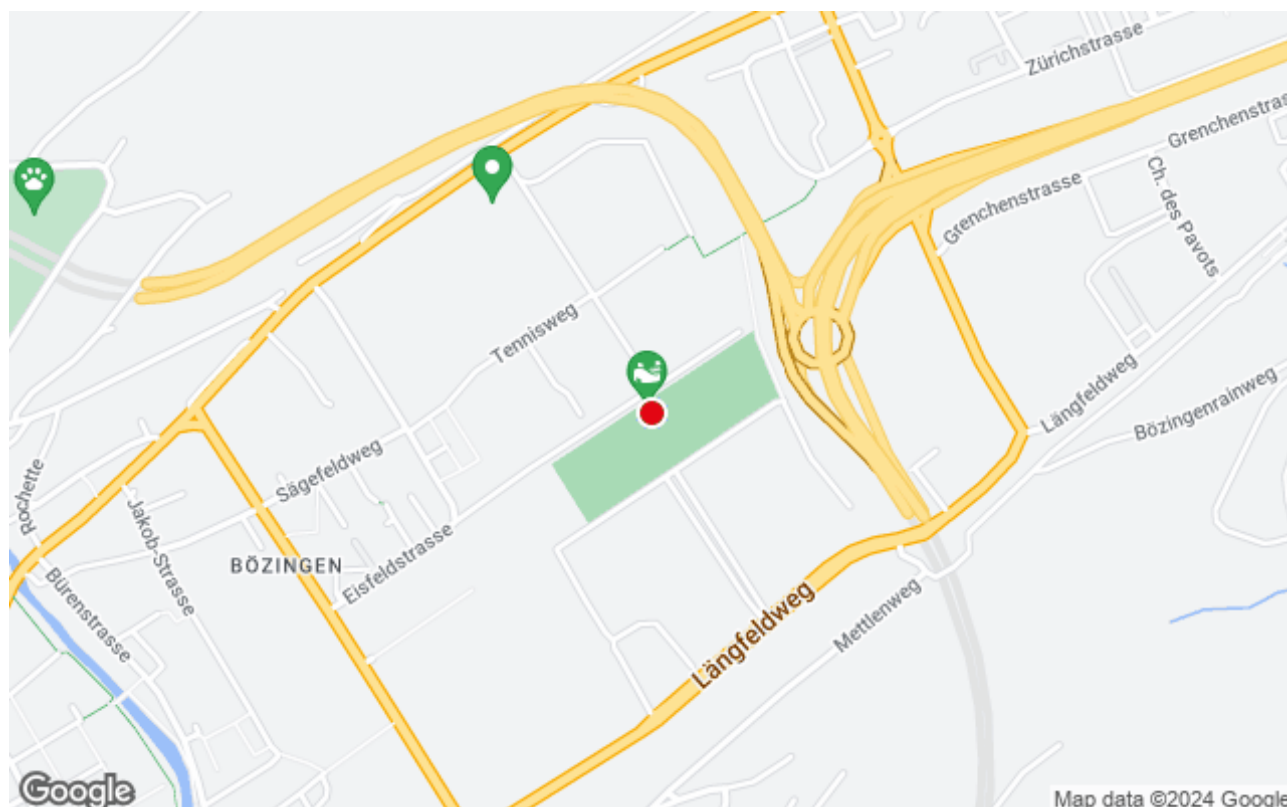 Zürichstrasse
Grenchenstras
Grenchenstrasse
Ch. des Pavots
Tennisweg
Längfeldweg
Bözingenrainweg
Sägefeldweg
Rochette
Jakob-Strasse
Eisfeldstrasse
BÖZINGEN
Bürenstrasse
Längfeldweg
Mettlenweg
Google
Map data ©2024 Google